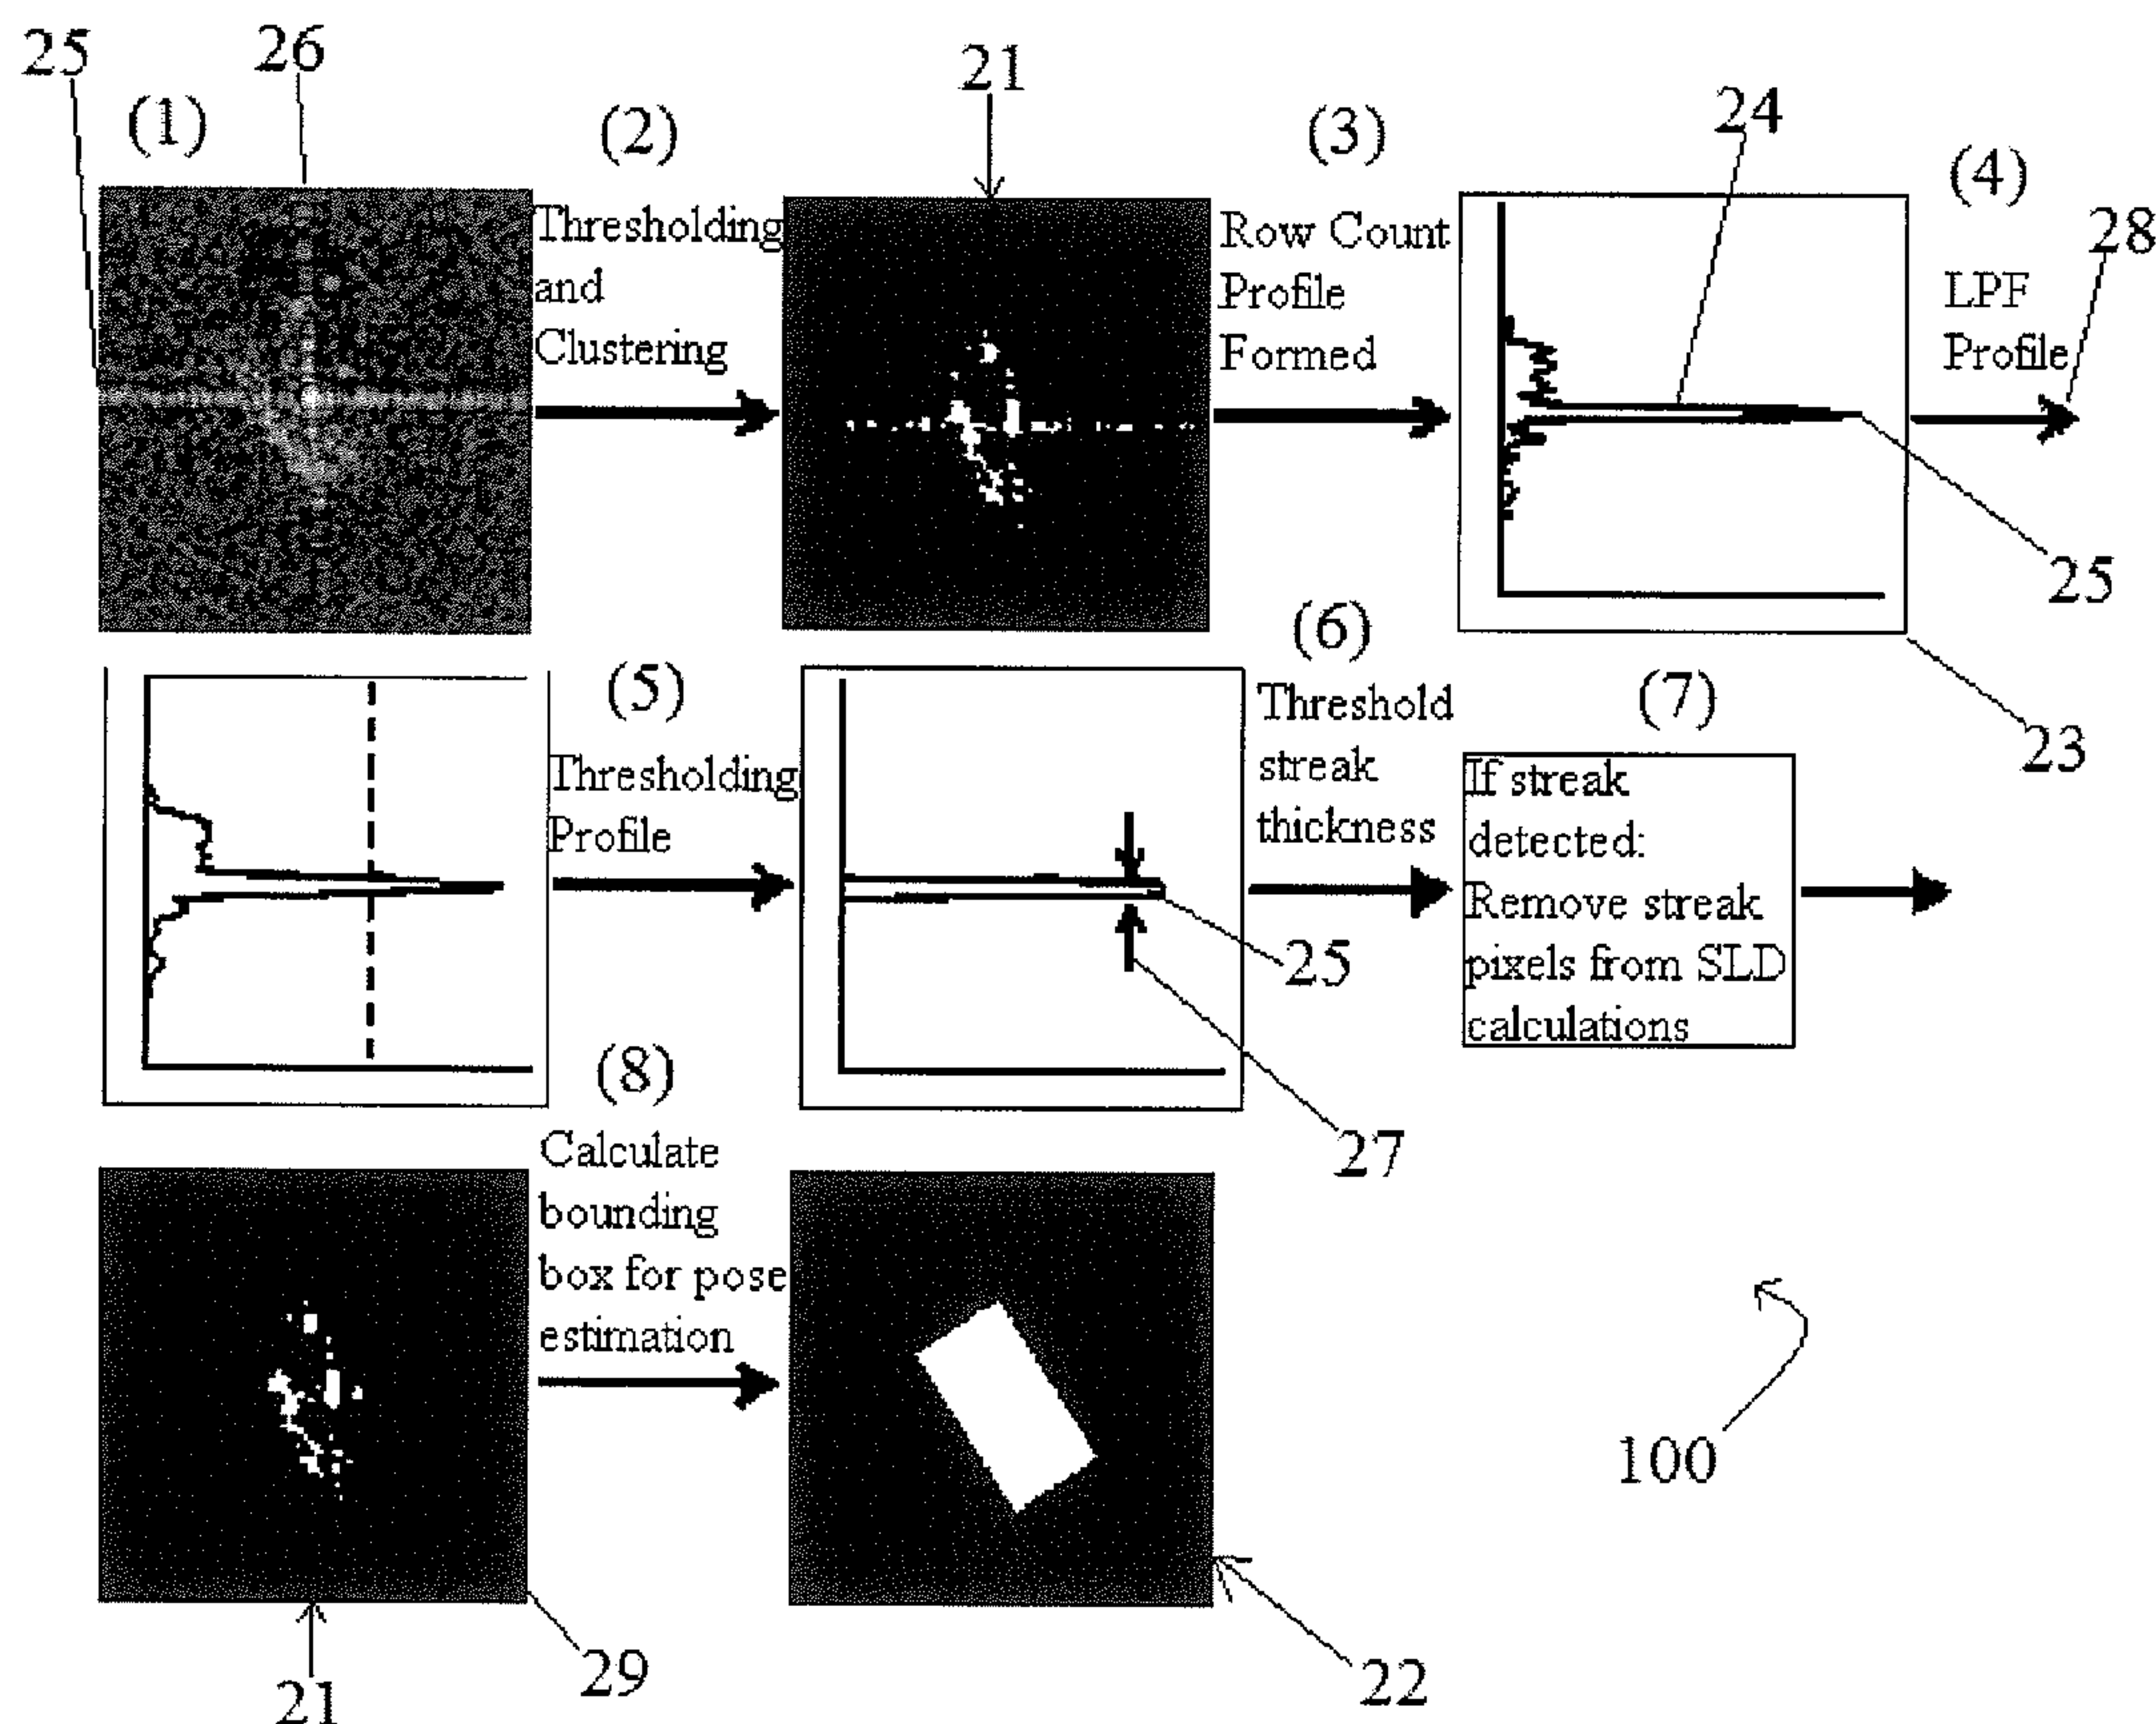 25
26
(1)
(2)
21
(3)
24
(4)
28
Thresholding
and
Clustering
Row Count
Profile
Formed
LPF
Profile
25
23
(5)
Thresholding
Profile
(6)
Threshold
streak
thickness
(7)
If streak
detected:
Remove streak
pixels from SLD
calculations
25
27
(8)
Calculate
bounding
box for pose
estimation
21
29
22
100